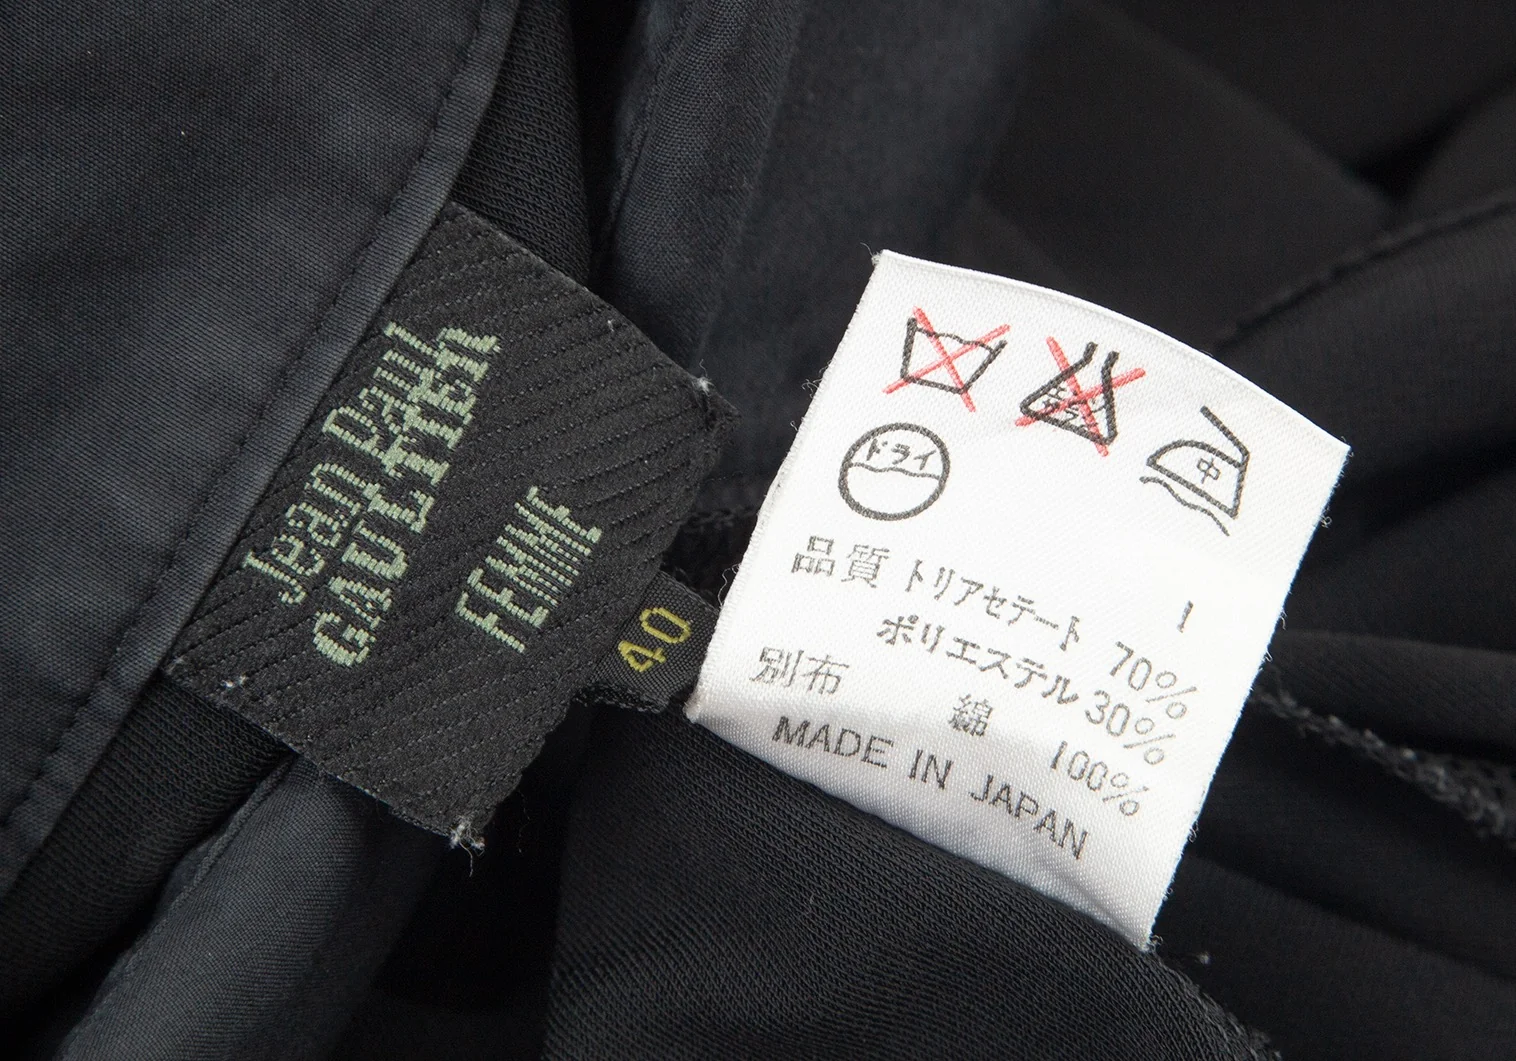 Jean Paul
GAULTIER
FEMME
40
ドライ
中
品質 トリアセテート 70%
ポリエステル 30%
別布 綿 100%
MADE IN JAPAN